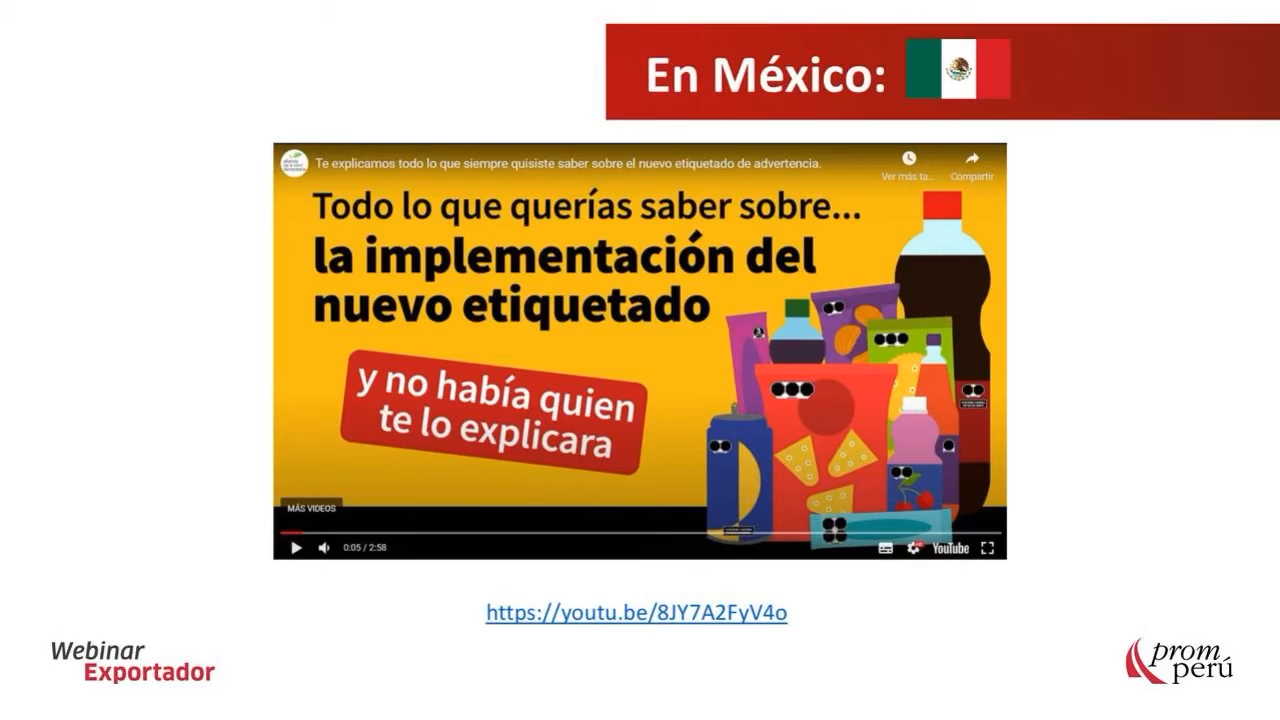 En México:
Te explicamos todo lo que siempre quisiste saber sobre el nuevo etiquetado de advertencia.
Ver más ta...
Compartir
Todo lo que querías saber sobre...
la implementación del
nuevo etiquetado
y no había quien
te lo explicara
MÁS VIDEOS
0:05 / 2:58
YouTube
https://youtu.be/8JY7A2FyV4o
Webinar
Exportador
prom
perú